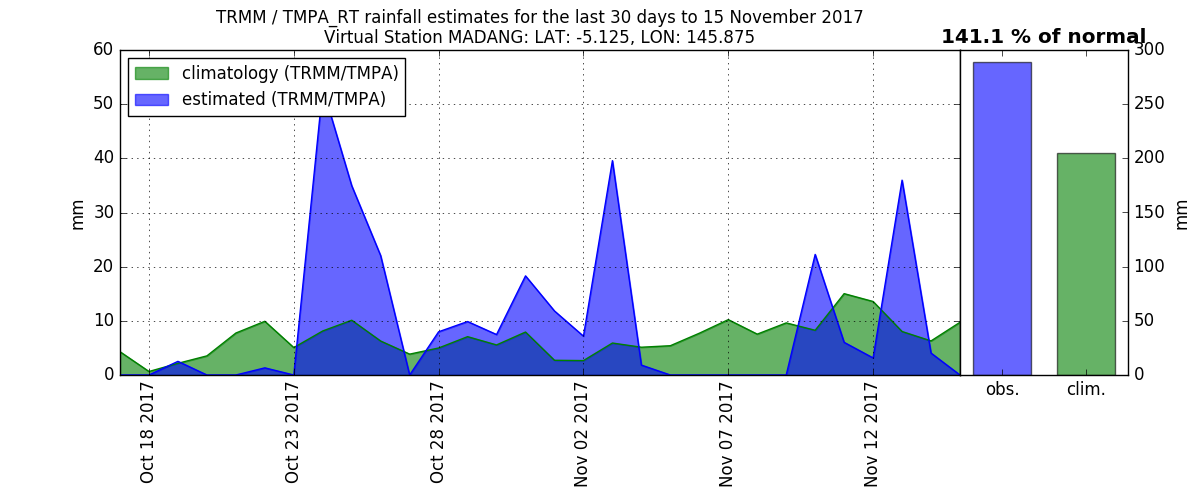 TRMM / TMPA_RT rainfall estimates for the last 30 days to 15 November 2017
Virtual Station MADANG: LAT: -5.125, LON: 145.875
141.1 % of normal
climatology (TRMM/TMPA)
estimated (TRMM/TMPA)
mm
60
50
40
30
20
10
0
Oct 18 2017
Oct 23 2017
Oct 28 2017
Nov 02 2017
Nov 07 2017
Nov 12 2017
obs.
clim.
300
250
200
150
100
50
0
mm